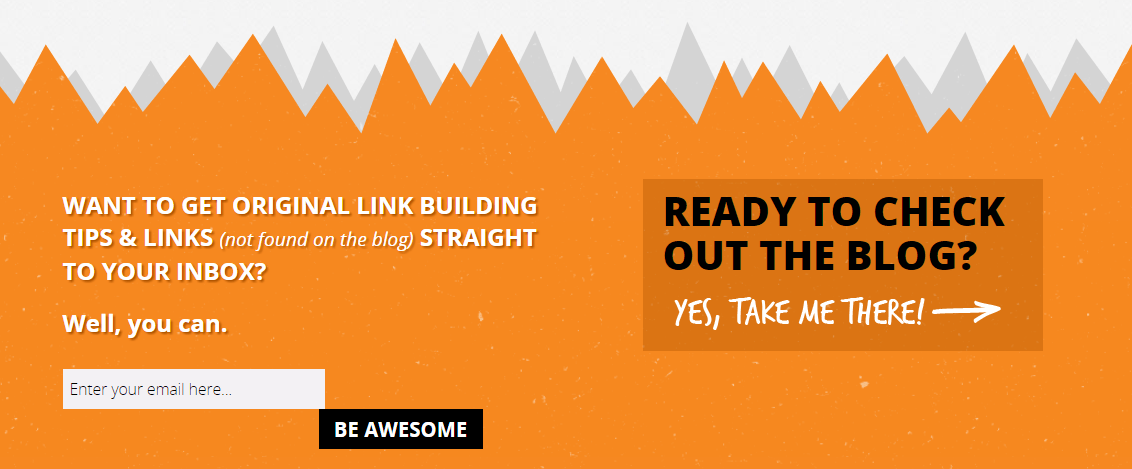 WANT TO GET ORIGINAL LINK BUILDING
TIPS & LINKS (not found on the blog) STRAIGHT
TO YOUR INBOX?
Well, you can.
Enter your email here...
BE AWESOME
READY TO CHECK
OUT THE BLOG?
YES, TAKE ME THERE!